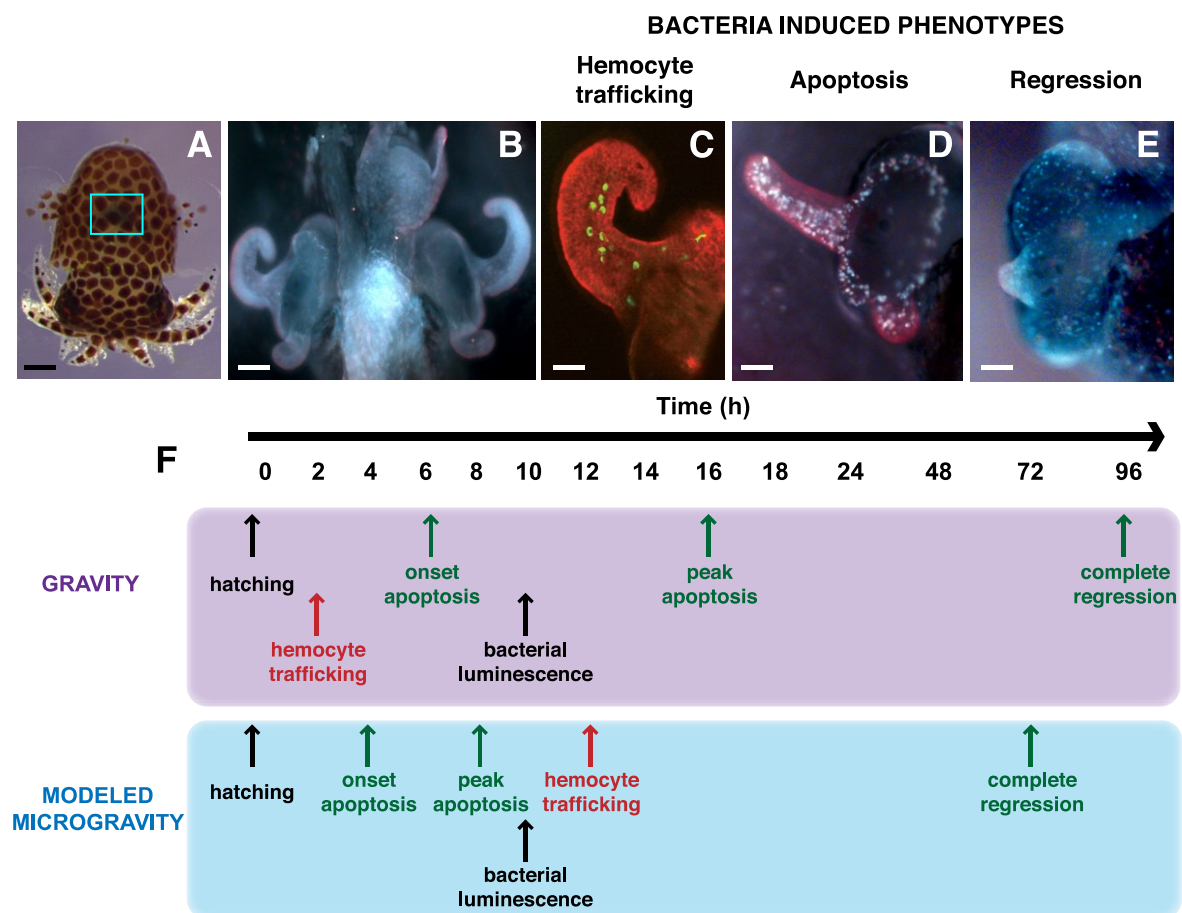 BACTERIA INDUCED PHENOTYPES
Hemocyte
trafficking
Apoptosis
Regression
A
B
C
D
E
Time (h)
F
0 2 4 6 8 10 12 14 16 18 24 48 72 96
GRAVITY
hatching
onset
apoptosis
peak
apoptosis
complete
regression
hemocyte
trafficking
bacterial
luminescence
MODELED
MICROGRAVITY
hatching
onset
apoptosis
peak
apoptosis
hemocyte
trafficking
complete
regression
bacterial
luminescence